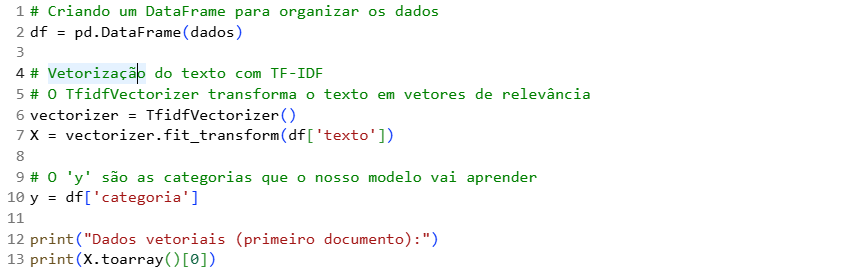 1 # Criando um DataFrame para organizar os dados
2 df = pd.DataFrame(dados)
3
4 # Vetorização do texto com TF-IDF
5 # O TfidfVectorizer transforma o texto em vetores de relevância
6 vectorizer = TfidfVectorizer()
7 X = vectorizer.fit_transform(df['texto'])
8
9 # O 'y' são as categorias que o nosso modelo vai aprender
10 y = df['categoria']
11
12 print("Dados vetoriais (primeiro documento):")
13 print(X.toarray()[0])